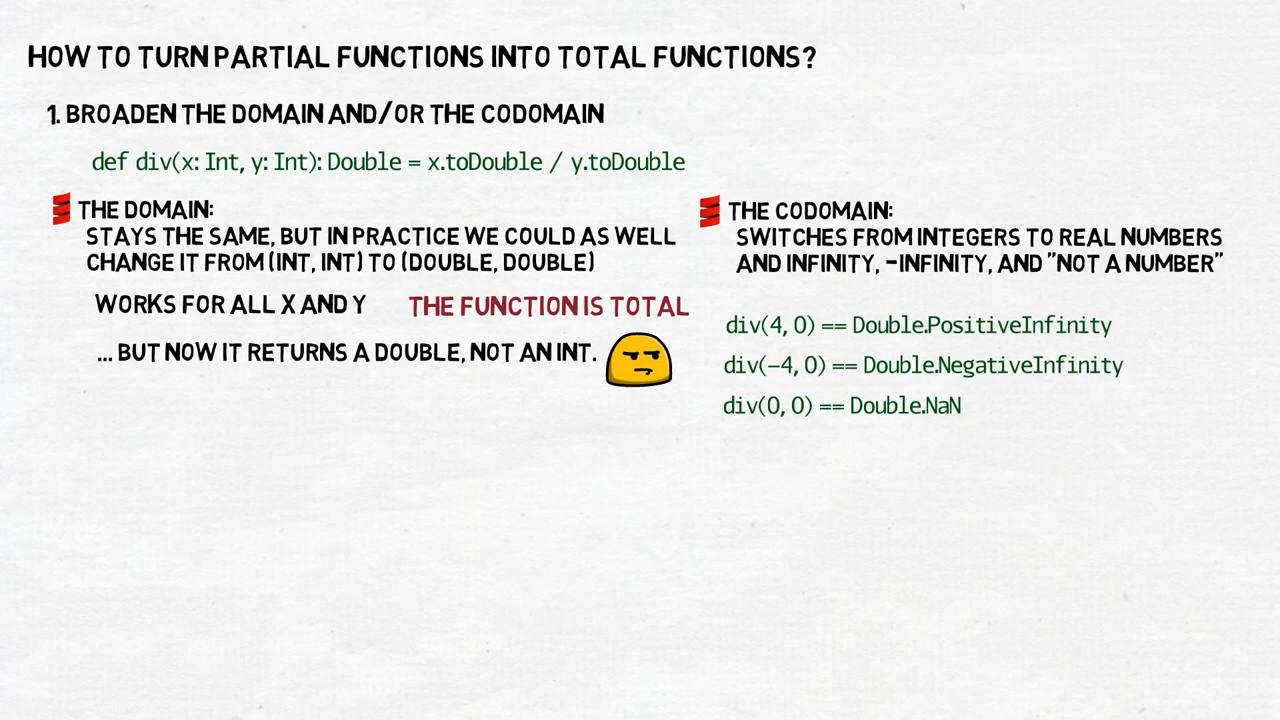 HOW TO TURN PARTIAL FUNCTIONS INTO TOTAL FUNCTIONS?
1. BROADEN THE DOMAIN AND/OR THE CODOMAIN
def div(x: Int, y: Int): Double = x.toDouble / y.toDouble
THE DOMAIN:
STAYS THE SAME, BUT IN PRACTICE WE COULD AS WELL
CHANGE IT FROM (INT, INT) TO (DOUBLE, DOUBLE)
WORKS FOR ALL X AND Y
THE FUNCTION IS TOTAL
... BUT NOW IT RETURNS A DOUBLE, NOT AN INT.
THE CODOMAIN:
SWITCHES FROM INTEGERS TO REAL NUMBERS
AND INFINITY, -INFINITY, AND "NOT A NUMBER"
div(4, 0) == Double.PositiveInfinity
div(-4, 0) == Double.NegativeInfinity
div(0, 0) == Double.NaN